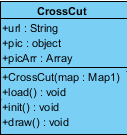 CrossCut
+url : String
+pic : object
+picArr : Array
+CrossCut(map : Map1)
+load() : void
+init() : void
+draw() : void